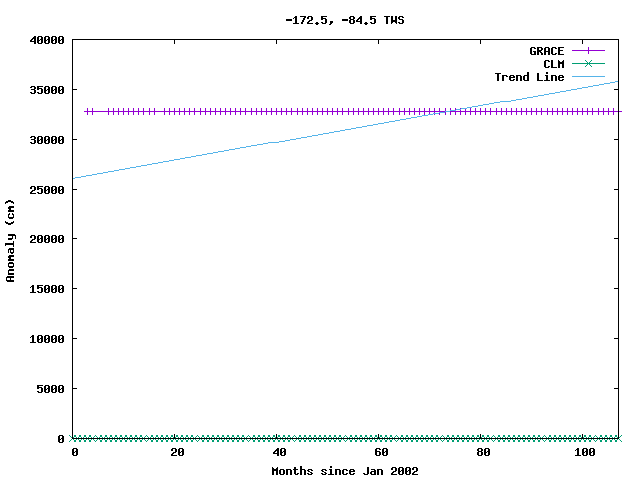 -172.5, -84.5 TWS
40000
35000
30000
25000
20000
15000
10000
5000
0
Anomaly (cm)
GRACE
CLM
Trend Line
0 20 40 60 80 100
Months since Jan 2002